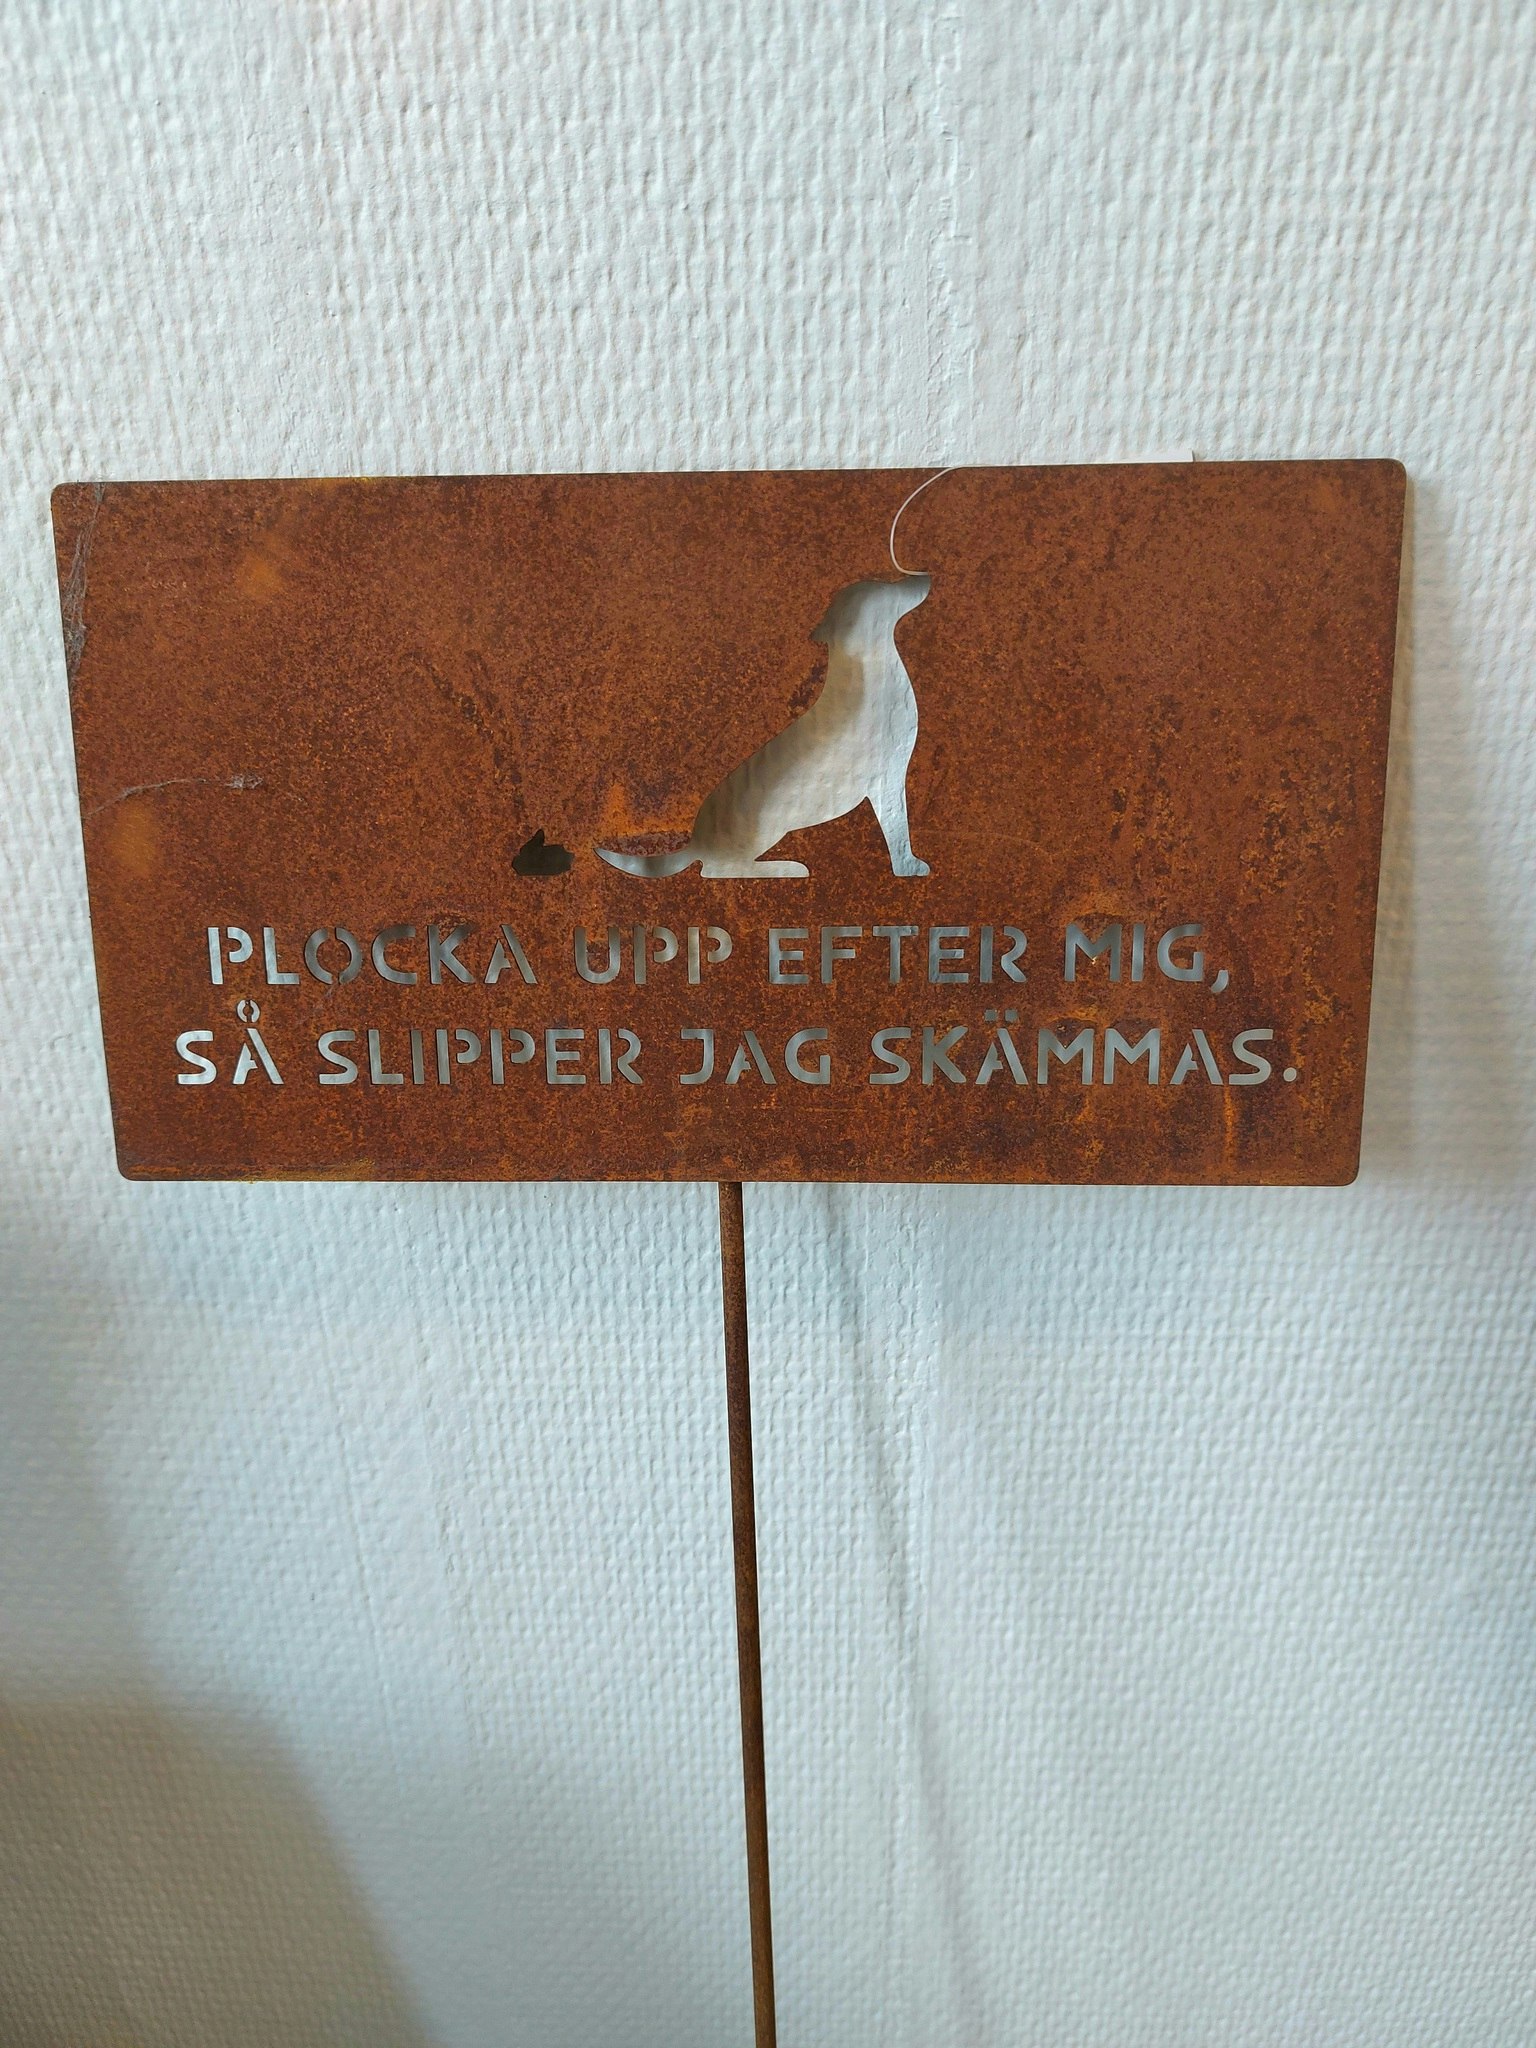 PLOCKA UPP EFTER MIG,
SÅ SLIPPER JAG SKÄMMAS.